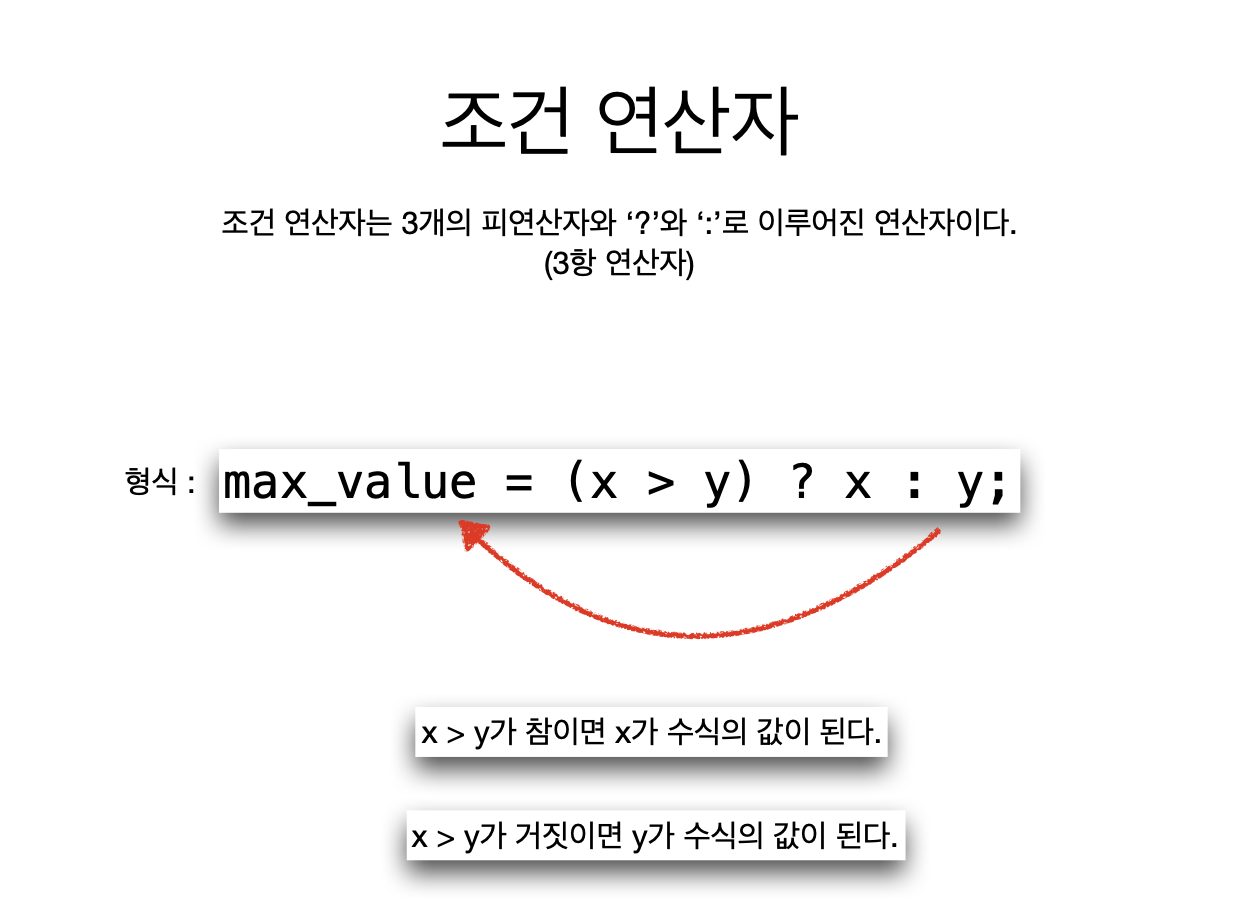 조건 연산자
조건 연산자는 3개의 피연산자와 ‘?’와 ‘:’로 이루어진 연산자이다.
(3항 연산자)
형식 : max_value = (x > y) ? x : y;
x > y가 참이면 x가 수식의 값이 된다.
x > y가 거짓이면 y가 수식의 값이 된다.